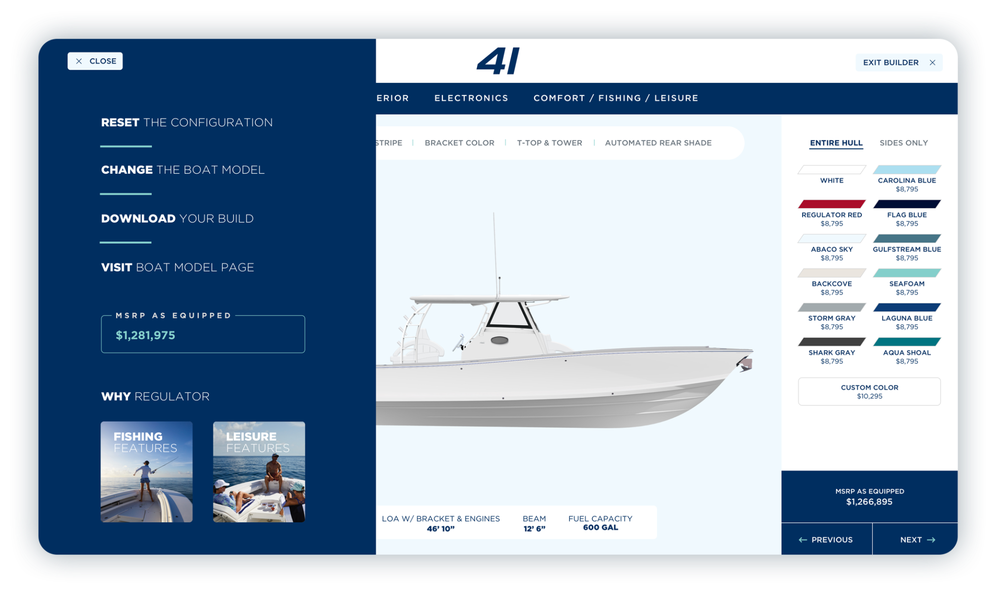 CLOSE
RESET THE CONFIGURATION
CHANGE THE BOAT MODEL
DOWNLOAD YOUR BUILD
VISIT BOAT MODEL PAGE
MSRP AS EQUIPPED
$1,281,975
WHY REGULATOR
FISHING
FEATURES
LEISURE
FEATURES
41
EXIT BUILDER
ERIOR ELECTRONICS COMFORT / FISHING / LEISURE
STRIPE BRACKET COLOR T-TOP & TOWER AUTOMATED REAR SHADE
LOA W/ BRACKET & ENGINES
46’ 10”
BEAM
12’ 6”
FUEL CAPACITY
600 GAL
ENTIRE HULL SIDES ONLY
WHITE
CAROLINA BLUE
$8,795
REGULATOR RED
$8,795
FLAG BLUE
$8,795
ABACO SKY
$8,795
GULFSTREAM BLUE
$8,795
BACKCOVE
$8,795
SEAFOAM
$8,795
STORM GRAY
$8,795
LAGUNA BLUE
$8,795
SHARK GRAY
$8,795
AQUA SHOAL
$8,795
CUSTOM COLOR
$10,295
MSRP AS EQUIPPED
$1,266,895
PREVIOUS
NEXT